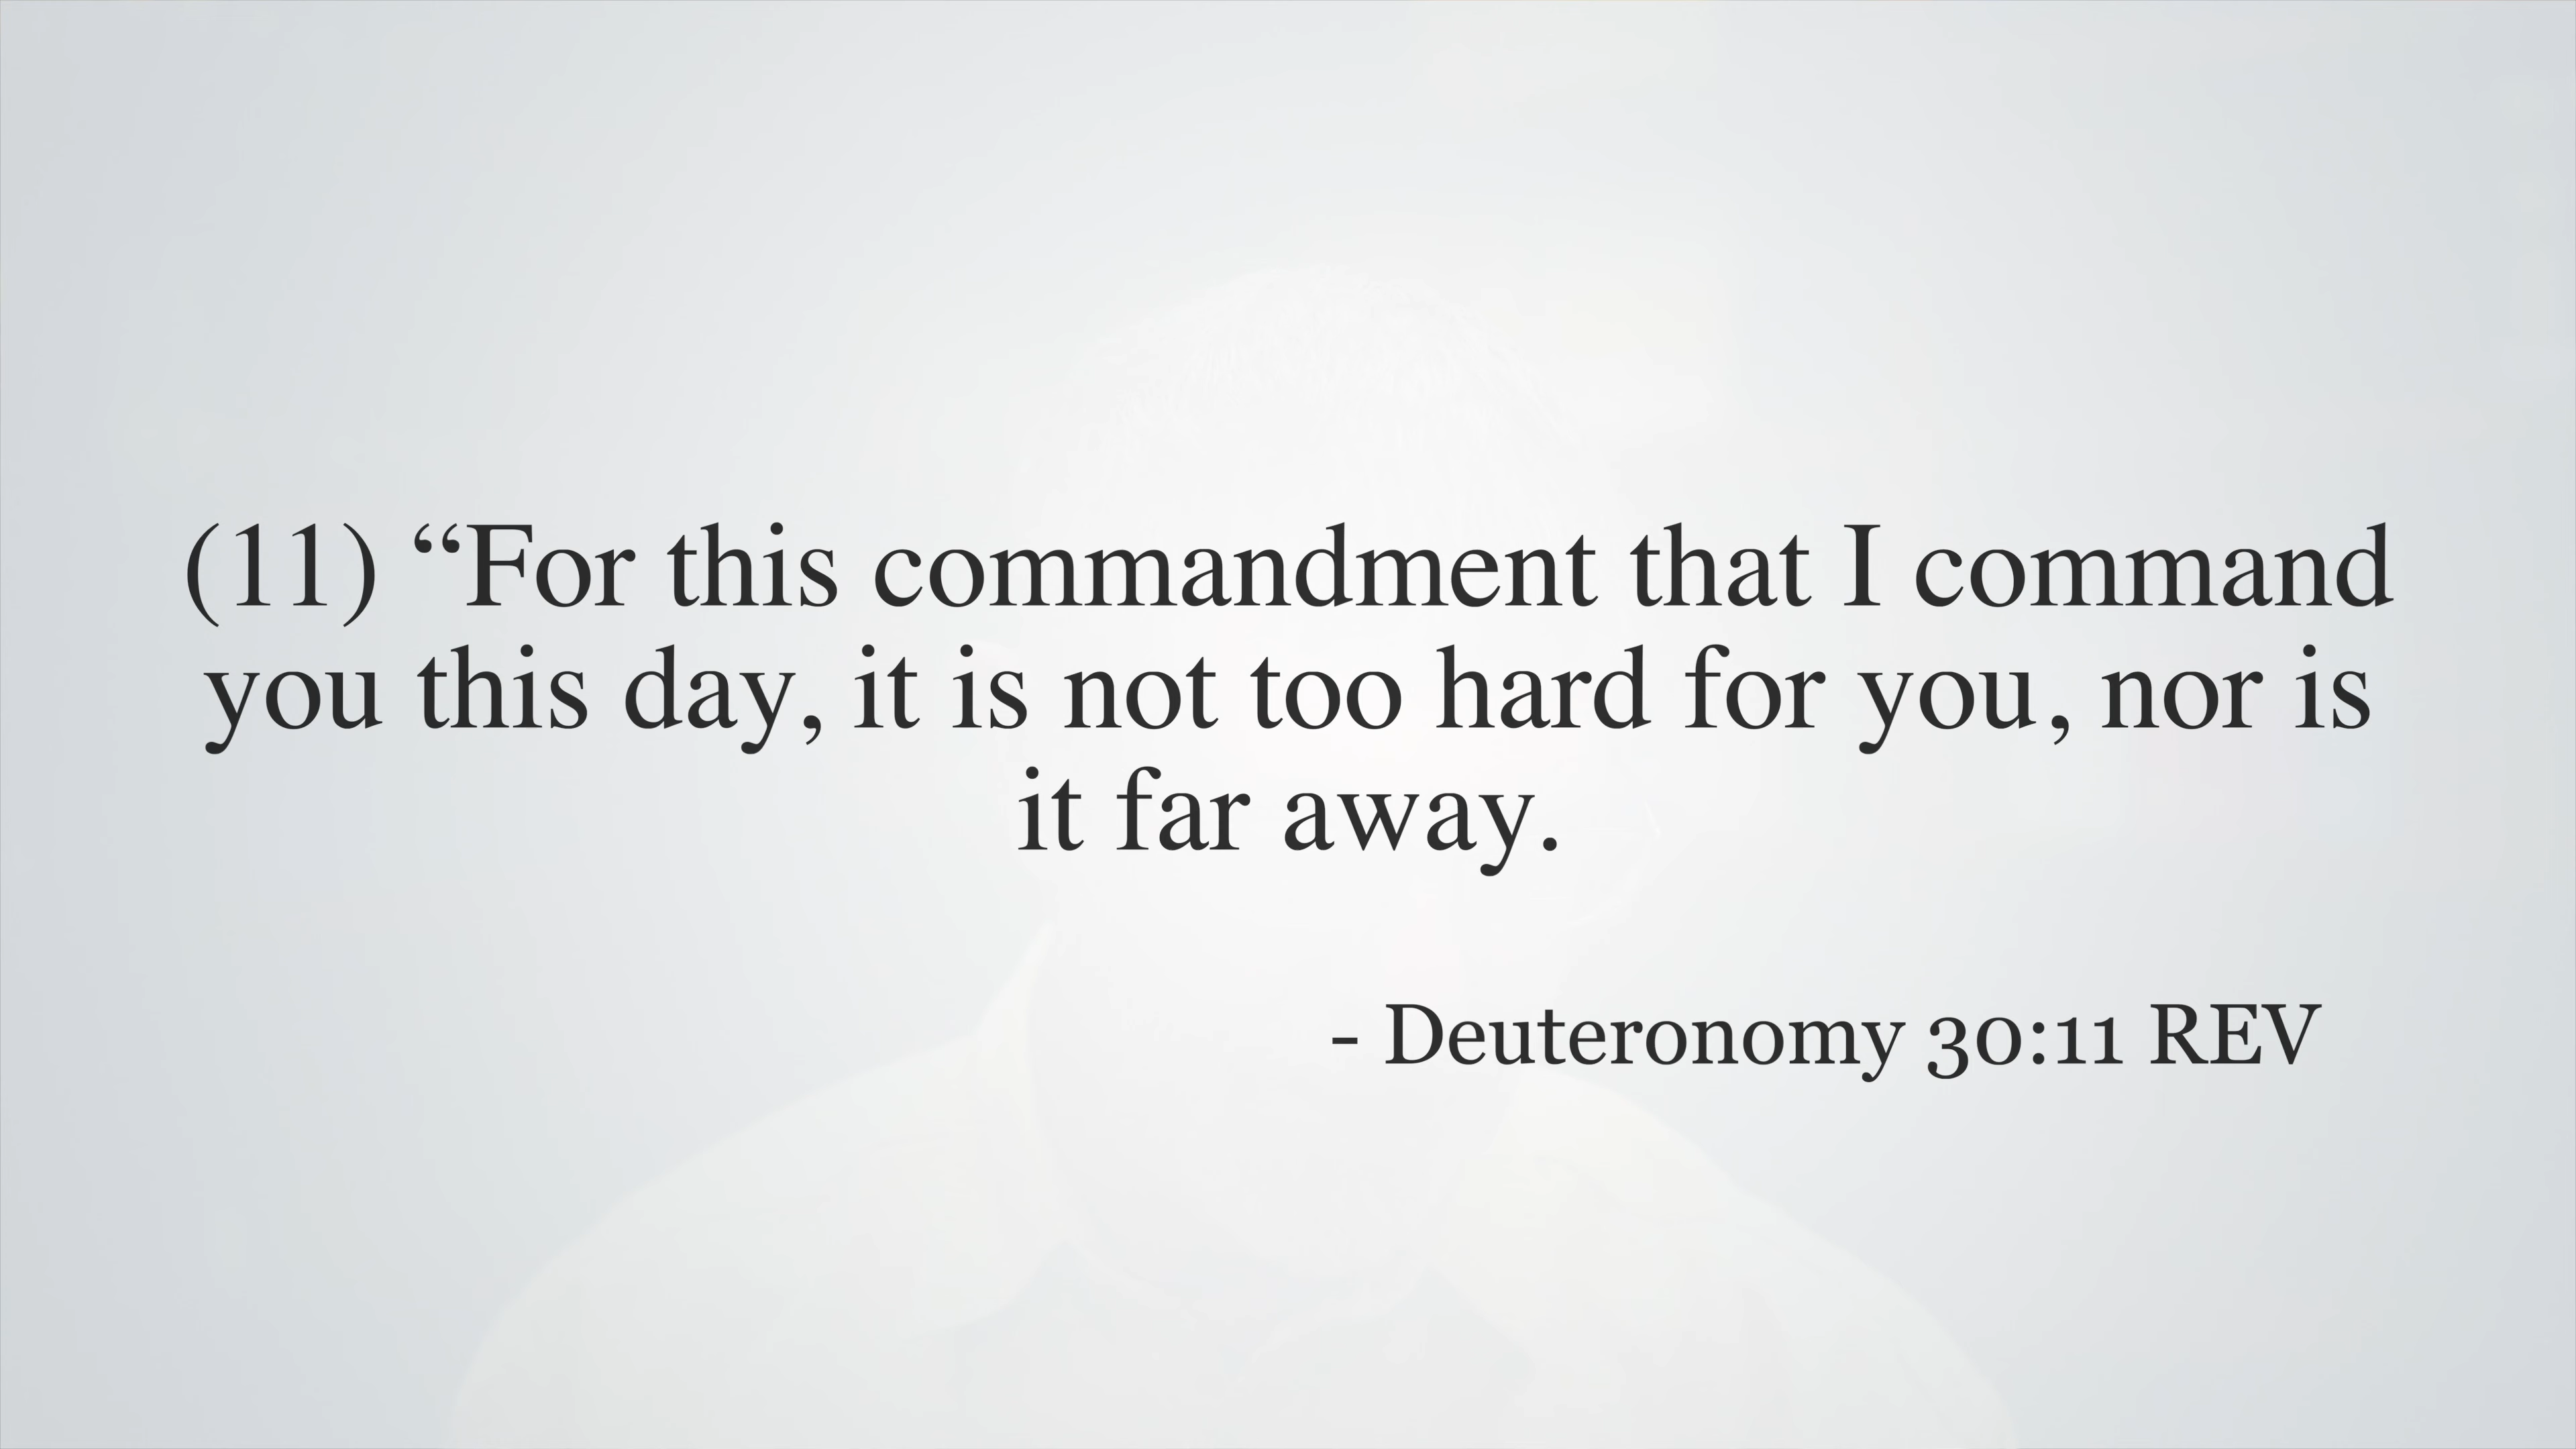 (11) “For this commandment that I command
you this day, it is not too hard for you, nor is
it far away.
- Deuteronomy 30:11 REV